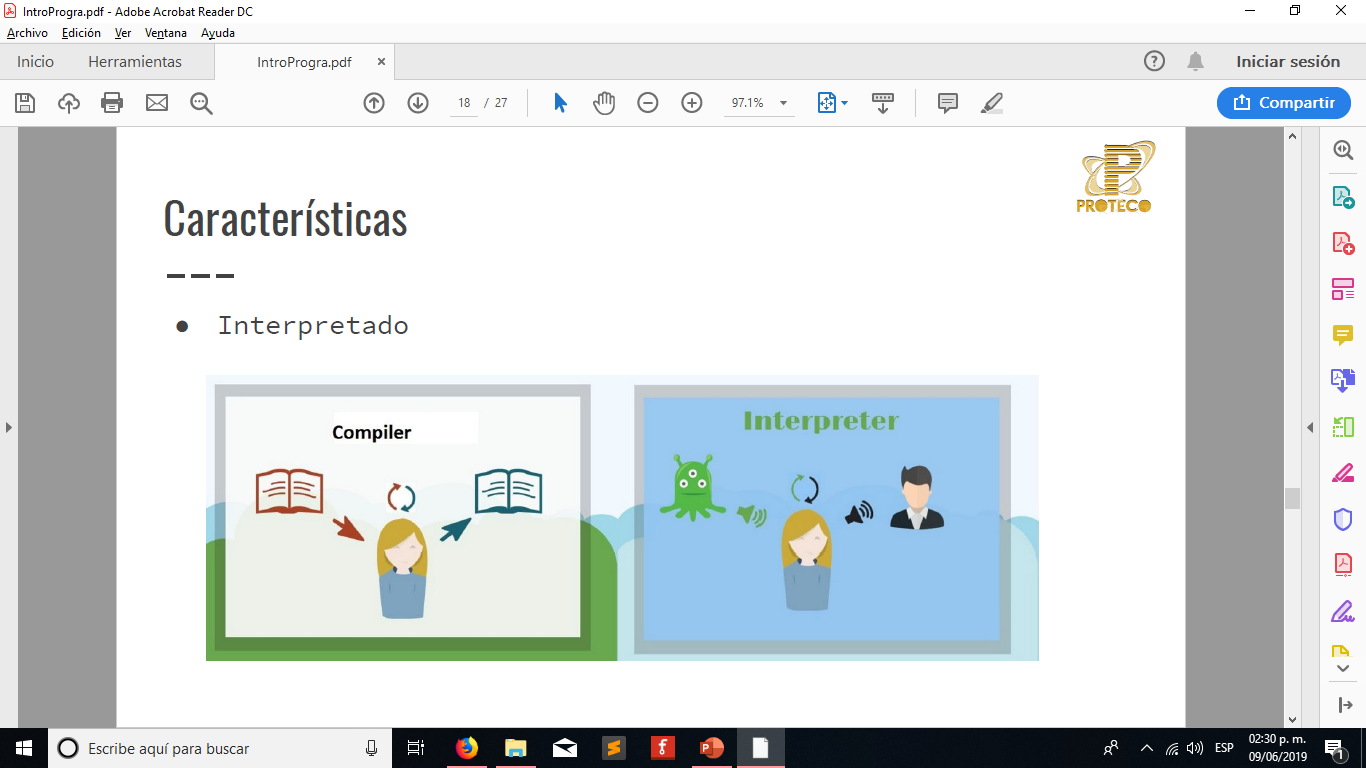 IntroProgra.pdf - Adobe Acrobat Reader DC
Archivo Edición Ver Ventana Ayuda
Inicio Herramientas IntroProgra.pdf × Iniciar sesión
18 / 27 97.1% Compartir
PROTECO
Características
● Interpretado
Compiler
Interpreter
Escribe aquí para buscar
ESP
02:30 p. m.
09/06/2019
1